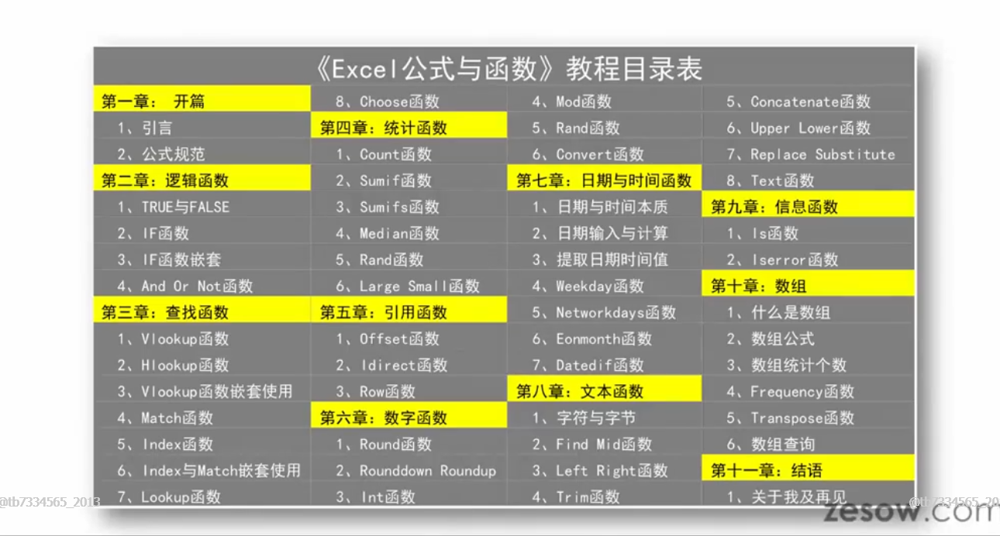 《Excel公式与函数》教程目录表
第一章： 开篇
1、引言
2、公式规范
第二章：逻辑函数
1、TRUE与FALSE
2、IF函数
3、IF函数嵌套
4、And Or Not函数
第三章：查找函数
1、Vlookup函数
2、Hlookup函数
3、Vlookup函数嵌套使用
4、Match函数
5、Index函数
6、Index与Match嵌套使用
7、Lookup函数
8、Choose函数
第四章：统计函数
1、Count函数
2、Sumif函数
3、Sumifs函数
4、Median函数
5、Rand函数
6、Large Small函数
第五章：引用函数
1、Offset函数
2、Idirect函数
3、Row函数
第六章：数字函数
1、Round函数
2、Rounddown Roundup
3、Int函数
4、Mod函数
5、Rand函数
6、Convert函数
第七章：日期与时间函数
1、日期与时间本质
2、日期输入与计算
3、提取日期时间值
4、Weekday函数
5、Networkdays函数
6、Eonmonth函数
7、Datedif函数
第八章：文本函数
1、字符与字节
2、Find Mid函数
3、Left Right函数
4、Trim函数
5、Concatenate函数
6、Upper Lower函数
7、Replace Substitute
8、Text函数
第九章：信息函数
1、Is函数
2、Iserror函数
第十章：数组
1、什么是数组
2、数组公式
3、数组统计个数
4、Frequency函数
5、Transpose函数
6、数组查询
第十一章：结语
1、关于我及再见
@tb7334565_2013
@tb7334565_20
zesow.com